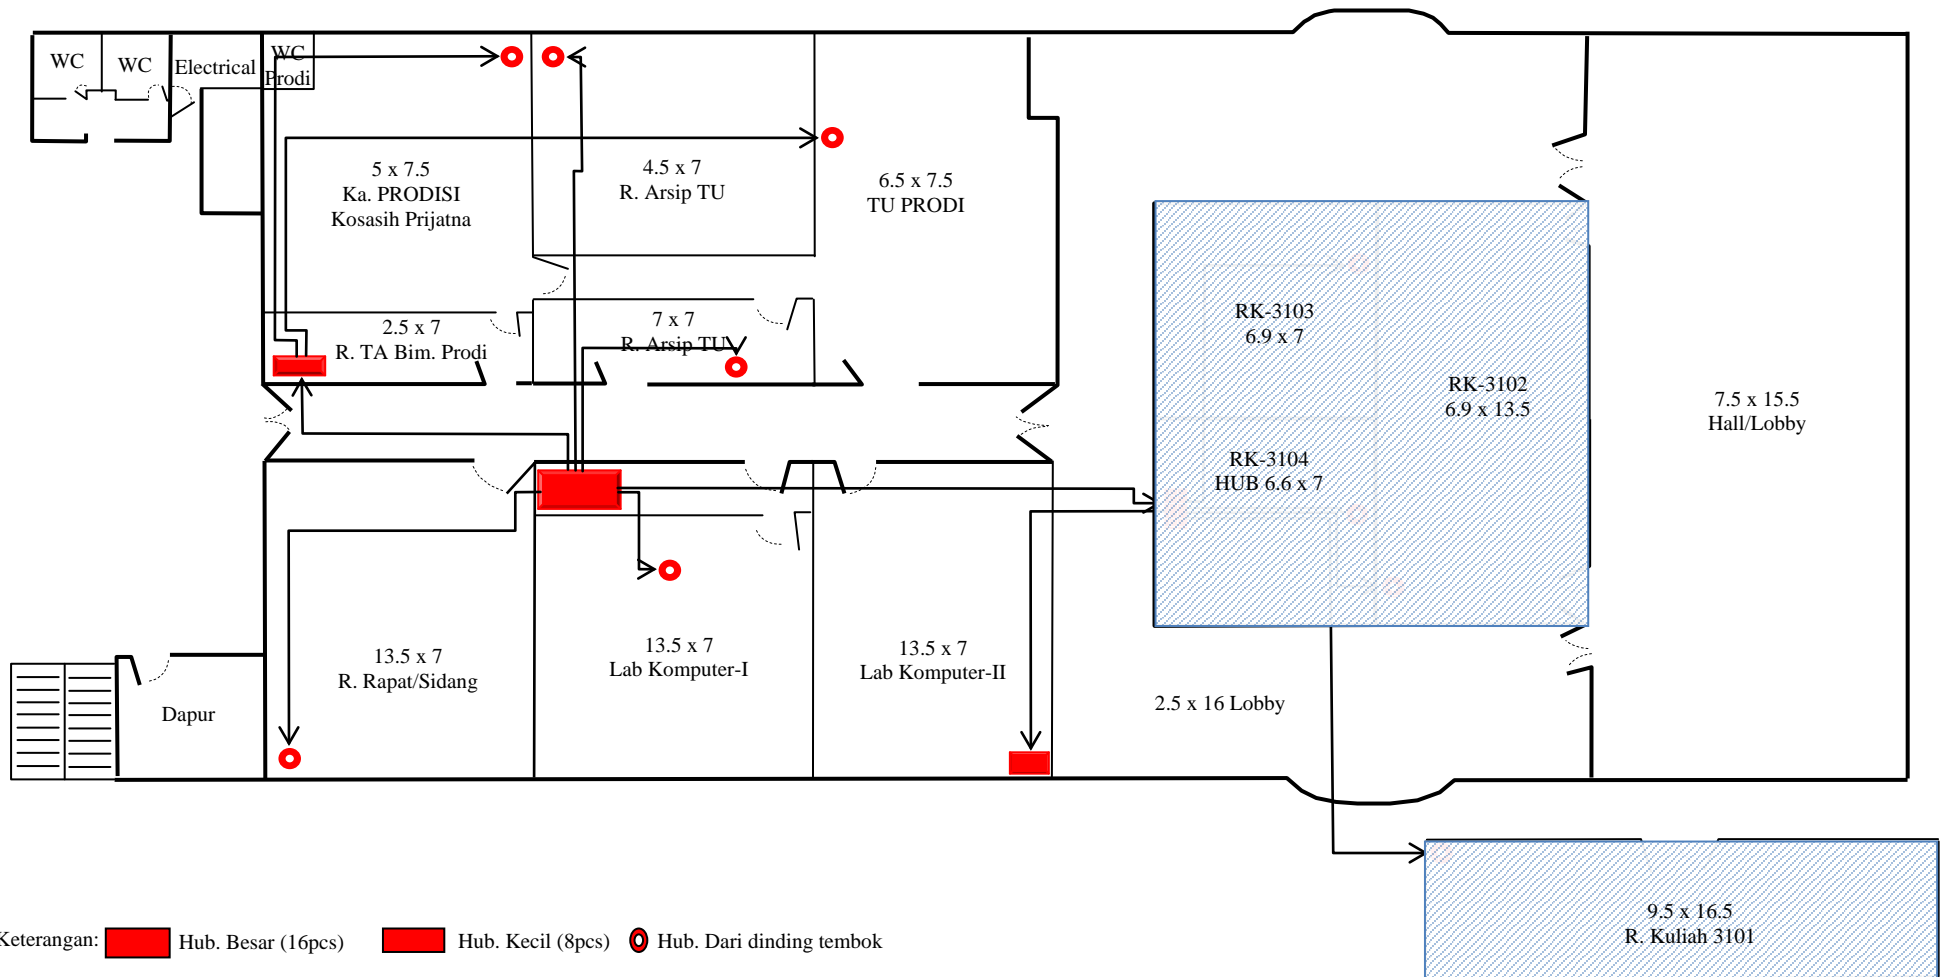 WC
WC
Electrical
WC
Prodi
5 x 7.5
Ka. PRODISI
Kosasih Prijatna
4.5 x 7
R. Arsip TU
6.5 x 7.5
TU PRODI
2.5 x 7
R. TA Bim. Prodi
7 x 7
R. Arsip TU
RK-3103
6.9 x 7
RK-3102
6.9 x 13.5
RK-3104
HUB 6.6 x 7
7.5 x 15.5
Hall/Lobby
13.5 x 7
R. Rapat/Sidang
13.5 x 7
Lab Komputer-I
13.5 x 7
Lab Komputer-II
2.5 x 16 Lobby
Dapur
9.5 x 16.5
R. Kuliah 3101
Keterangan:
Hub. Besar (16pcs)
Hub. Kecil (8pcs)
Hub. Dari dinding tembok